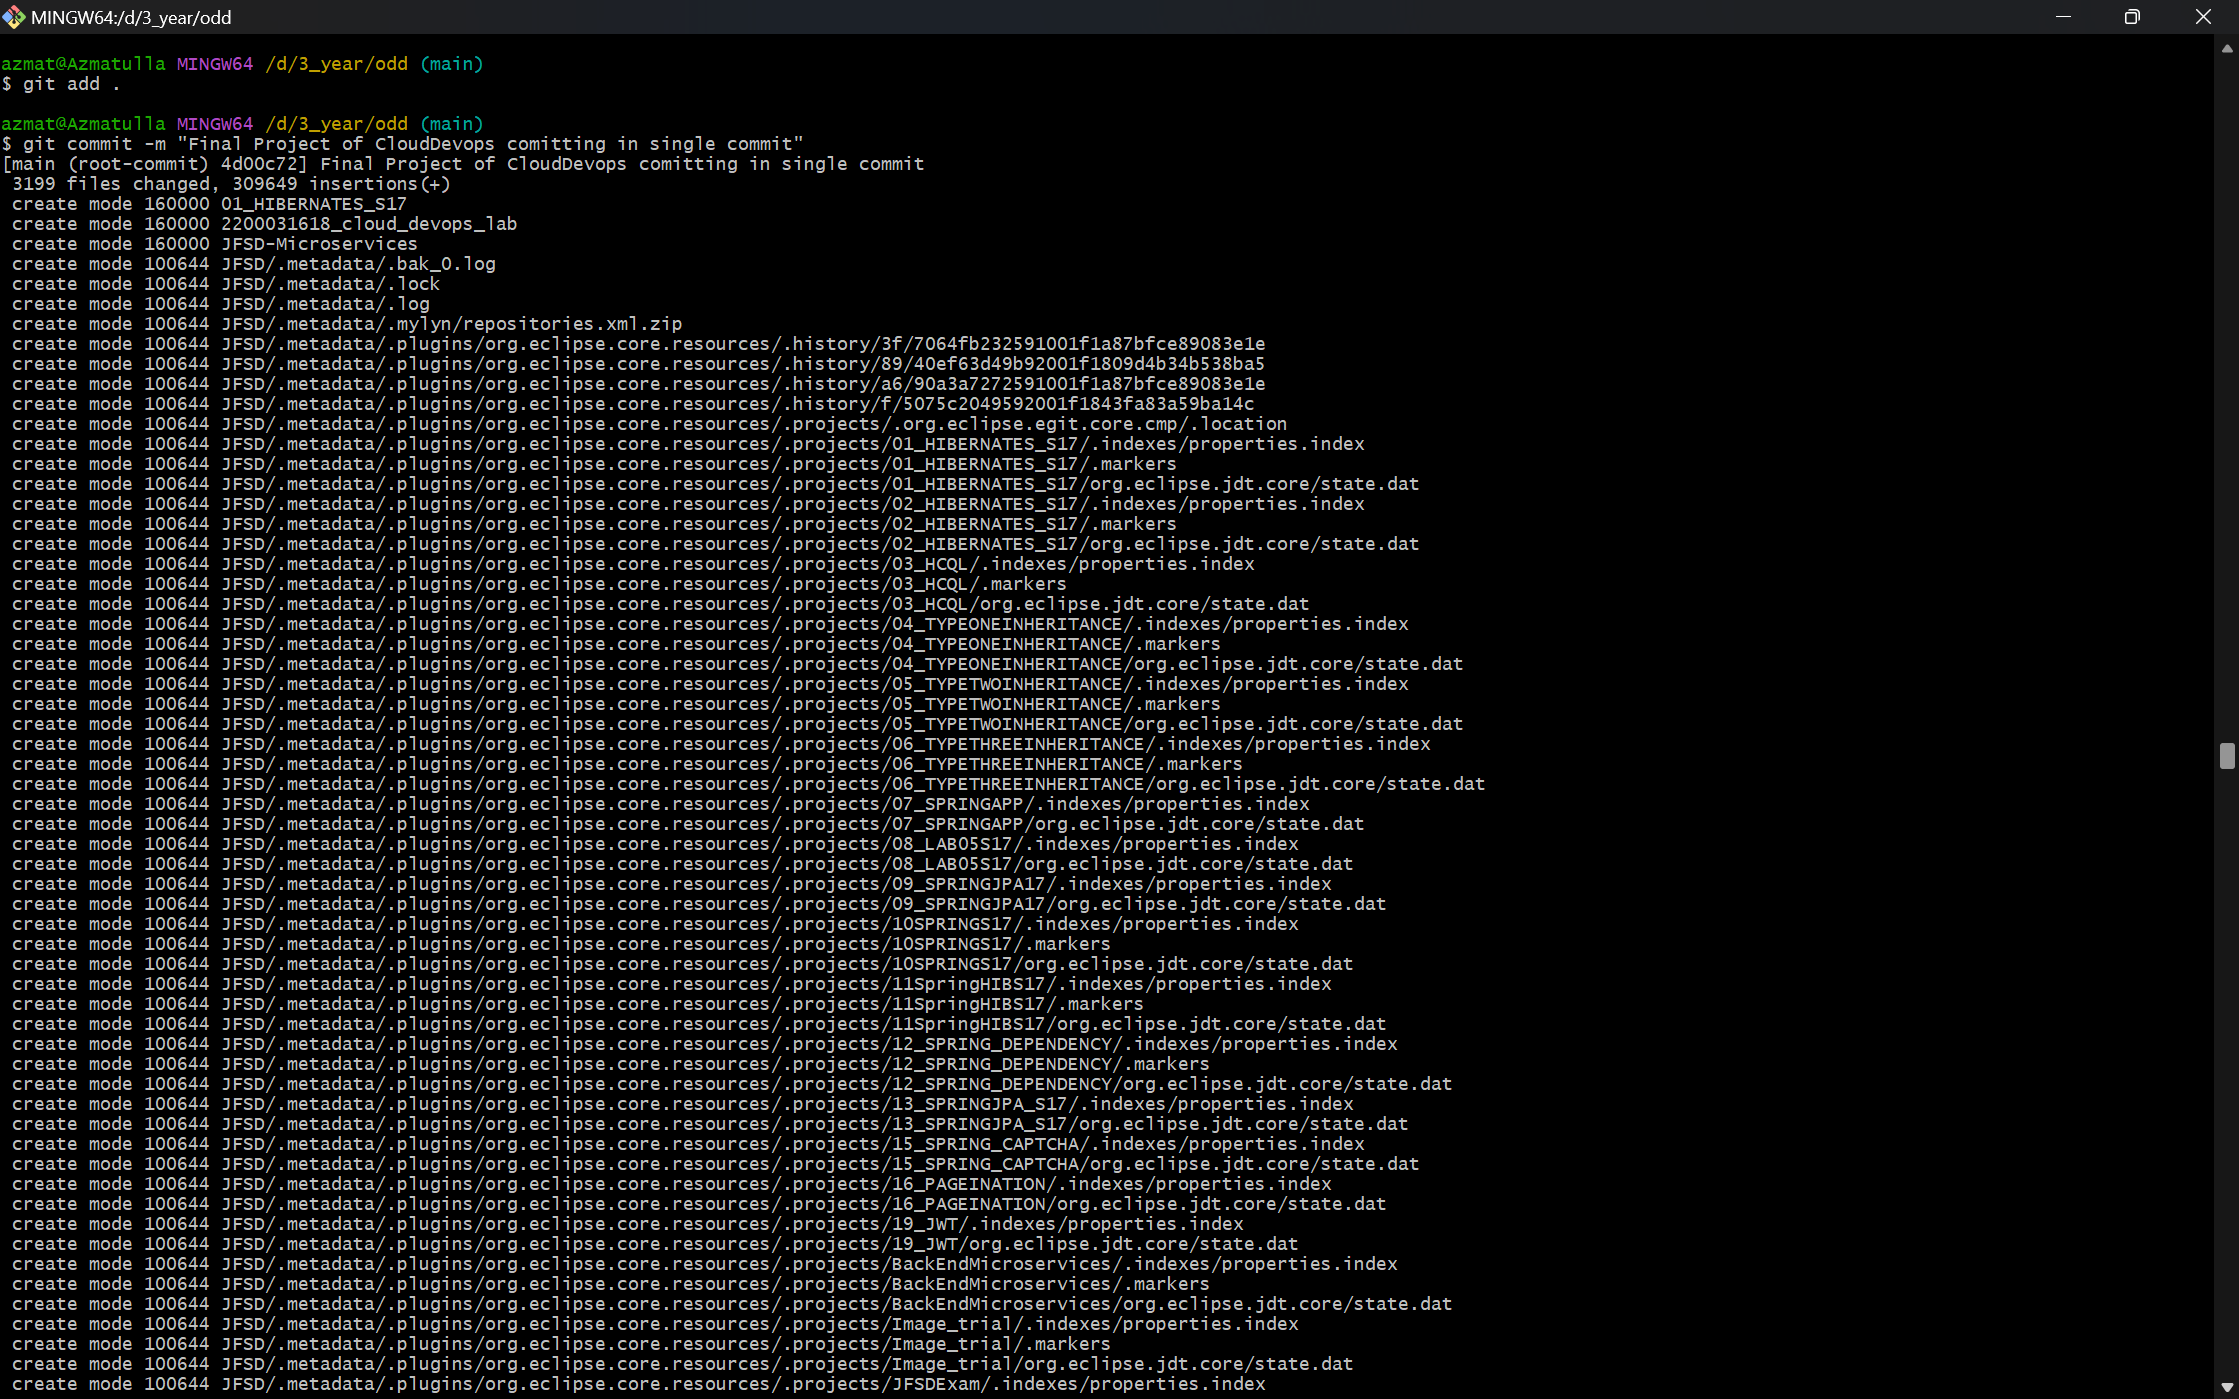 MINGW64:/d/3_year/odd
azmat@Azmatulla MINGW64 /d/3_year/odd (main)
$ git add .
azmat@Azmatulla MINGW64 /d/3_year/odd (main)
$ git commit -m "Final Project of CloudDevops comitting in single commit"
[main (root-commit) 4d00c72] Final Project of CloudDevops comitting in single commit
3199 files changed, 309649 insertions(+)
create mode 160000 01_HIBERNATES_S17
create mode 160000 2200031618_cloud_devops_lab
create mode 160000 JFSD-Microservices
create mode 100644 JFSD/.metadata/.bak_0.log
create mode 100644 JFSD/.metadata/.lock
create mode 100644 JFSD/.metadata/.log
create mode 100644 JFSD/.metadata/.mylyn/repositories.xml.zip
create mode 100644 JFSD/.metadata/.plugins/org.eclipse.core.resources/.history/3f/7064fb232591001f1a87bfce89083e1e
create mode 100644 JFSD/.metadata/.plugins/org.eclipse.core.resources/.history/89/40ef63d49b92001f1809d4b34b538ba5
create mode 100644 JFSD/.metadata/.plugins/org.eclipse.core.resources/.history/a6/90a3a7272591001f1a87bfce89083e1e
create mode 100644 JFSD/.metadata/.plugins/org.eclipse.core.resources/.history/f/5075c2049592001f1843fa83a59ba14c
create mode 100644 JFSD/.metadata/.plugins/org.eclipse.core.resources/.projects/.org.eclipse.egit.core.cmp/.location
create mode 100644 JFSD/.metadata/.plugins/org.eclipse.core.resources/.projects/01_HIBERNATES_S17/.indexes/properties.index
create mode 100644 JFSD/.metadata/.plugins/org.eclipse.core.resources/.projects/01_HIBERNATES_S17/.markers
create mode 100644 JFSD/.metadata/.plugins/org.eclipse.core.resources/.projects/01_HIBERNATES_S17/org.eclipse.jdt.core/state.dat
create mode 100644 JFSD/.metadata/.plugins/org.eclipse.core.resources/.projects/02_HIBERNATES_S17/.indexes/properties.index
create mode 100644 JFSD/.metadata/.plugins/org.eclipse.core.resources/.projects/02_HIBERNATES_S17/.markers
create mode 100644 JFSD/.metadata/.plugins/org.eclipse.core.resources/.projects/02_HIBERNATES_S17/org.eclipse.jdt.core/state.dat
create mode 100644 JFSD/.metadata/.plugins/org.eclipse.core.resources/.projects/03_HCQL/.indexes/properties.index
create mode 100644 JFSD/.metadata/.plugins/org.eclipse.core.resources/.projects/03_HCQL/.markers
create mode 100644 JFSD/.metadata/.plugins/org.eclipse.core.resources/.projects/03_HCQL/org.eclipse.jdt.core/state.dat
create mode 100644 JFSD/.metadata/.plugins/org.eclipse.core.resources/.projects/04_TYPEONEINHERITANCE/.indexes/properties.index
create mode 100644 JFSD/.metadata/.plugins/org.eclipse.core.resources/.projects/04_TYPEONEINHERITANCE/.markers
create mode 100644 JFSD/.metadata/.plugins/org.eclipse.core.resources/.projects/04_TYPEONEINHERITANCE/org.eclipse.jdt.core/state.dat
create mode 100644 JFSD/.metadata/.plugins/org.eclipse.core.resources/.projects/05_TYPETWOINHERITANCE/.indexes/properties.index
create mode 100644 JFSD/.metadata/.plugins/org.eclipse.core.resources/.projects/05_TYPETWOINHERITANCE/.markers
create mode 100644 JFSD/.metadata/.plugins/org.eclipse.core.resources/.projects/05_TYPETWOINHERITANCE/org.eclipse.jdt.core/state.dat
create mode 100644 JFSD/.metadata/.plugins/org.eclipse.core.resources/.projects/06_TYPETHREEINHERITANCE/.indexes/properties.index
create mode 100644 JFSD/.metadata/.plugins/org.eclipse.core.resources/.projects/06_TYPETHREEINHERITANCE/.markers
create mode 100644 JFSD/.metadata/.plugins/org.eclipse.core.resources/.projects/06_TYPETHREEINHERITANCE/org.eclipse.jdt.core/state.dat
create mode 100644 JFSD/.metadata/.plugins/org.eclipse.core.resources/.projects/07_SPRINGAPP/.indexes/properties.index
create mode 100644 JFSD/.metadata/.plugins/org.eclipse.core.resources/.projects/07_SPRINGAPP/org.eclipse.jdt.core/state.dat
create mode 100644 JFSD/.metadata/.plugins/org.eclipse.core.resources/.projects/08_LAB05S17/.indexes/properties.index
create mode 100644 JFSD/.metadata/.plugins/org.eclipse.core.resources/.projects/08_LAB05S17/org.eclipse.jdt.core/state.dat
create mode 100644 JFSD/.metadata/.plugins/org.eclipse.core.resources/.projects/09_SPRINGJPA17/.indexes/properties.index
create mode 100644 JFSD/.metadata/.plugins/org.eclipse.core.resources/.projects/09_SPRINGJPA17/org.eclipse.jdt.core/state.dat
create mode 100644 JFSD/.metadata/.plugins/org.eclipse.core.resources/.projects/10SPRINGS17/.indexes/properties.index
create mode 100644 JFSD/.metadata/.plugins/org.eclipse.core.resources/.projects/10SPRINGS17/.markers
create mode 100644 JFSD/.metadata/.plugins/org.eclipse.core.resources/.projects/10SPRINGS17/org.eclipse.jdt.core/state.dat
create mode 100644 JFSD/.metadata/.plugins/org.eclipse.core.resources/.projects/11SpringHIBS17/.indexes/properties.index
create mode 100644 JFSD/.metadata/.plugins/org.eclipse.core.resources/.projects/11SpringHIBS17/.markers
create mode 100644 JFSD/.metadata/.plugins/org.eclipse.core.resources/.projects/11SpringHIBS17/org.eclipse.jdt.core/state.dat
create mode 100644 JFSD/.metadata/.plugins/org.eclipse.core.resources/.projects/12_SPRING_DEPENDENCY/.indexes/properties.index
create mode 100644 JFSD/.metadata/.plugins/org.eclipse.core.resources/.projects/12_SPRING_DEPENDENCY/.markers
create mode 100644 JFSD/.metadata/.plugins/org.eclipse.core.resources/.projects/12_SPRING_DEPENDENCY/org.eclipse.jdt.core/state.dat
create mode 100644 JFSD/.metadata/.plugins/org.eclipse.core.resources/.projects/13_SPRINGJPA_S17/.indexes/properties.index
create mode 100644 JFSD/.metadata/.plugins/org.eclipse.core.resources/.projects/13_SPRINGJPA_S17/org.eclipse.jdt.core/state.dat
create mode 100644 JFSD/.metadata/.plugins/org.eclipse.core.resources/.projects/15_SPRING_CAPTCHA/.indexes/properties.index
create mode 100644 JFSD/.metadata/.plugins/org.eclipse.core.resources/.projects/15_SPRING_CAPTCHA/org.eclipse.jdt.core/state.dat
create mode 100644 JFSD/.metadata/.plugins/org.eclipse.core.resources/.projects/16_PAGEINATION/.indexes/properties.index
create mode 100644 JFSD/.metadata/.plugins/org.eclipse.core.resources/.projects/16_PAGEINATION/org.eclipse.jdt.core/state.dat
create mode 100644 JFSD/.metadata/.plugins/org.eclipse.core.resources/.projects/19_JWT/.indexes/properties.index
create mode 100644 JFSD/.metadata/.plugins/org.eclipse.core.resources/.projects/19_JWT/org.eclipse.jdt.core/state.dat
create mode 100644 JFSD/.metadata/.plugins/org.eclipse.core.resources/.projects/BackEndMicroservices/.indexes/properties.index
create mode 100644 JFSD/.metadata/.plugins/org.eclipse.core.resources/.projects/BackEndMicroservices/.markers
create mode 100644 JFSD/.metadata/.plugins/org.eclipse.core.resources/.projects/BackEndMicroservices/org.eclipse.jdt.core/state.dat
create mode 100644 JFSD/.metadata/.plugins/org.eclipse.core.resources/.projects/Image_trial/.indexes/properties.index
create mode 100644 JFSD/.metadata/.plugins/org.eclipse.core.resources/.projects/Image_trial/.markers
create mode 100644 JFSD/.metadata/.plugins/org.eclipse.core.resources/.projects/Image_trial/org.eclipse.jdt.core/state.dat
create mode 100644 JFSD/.metadata/.plugins/org.eclipse.core.resources/.projects/JFSDExam/.indexes/properties.index